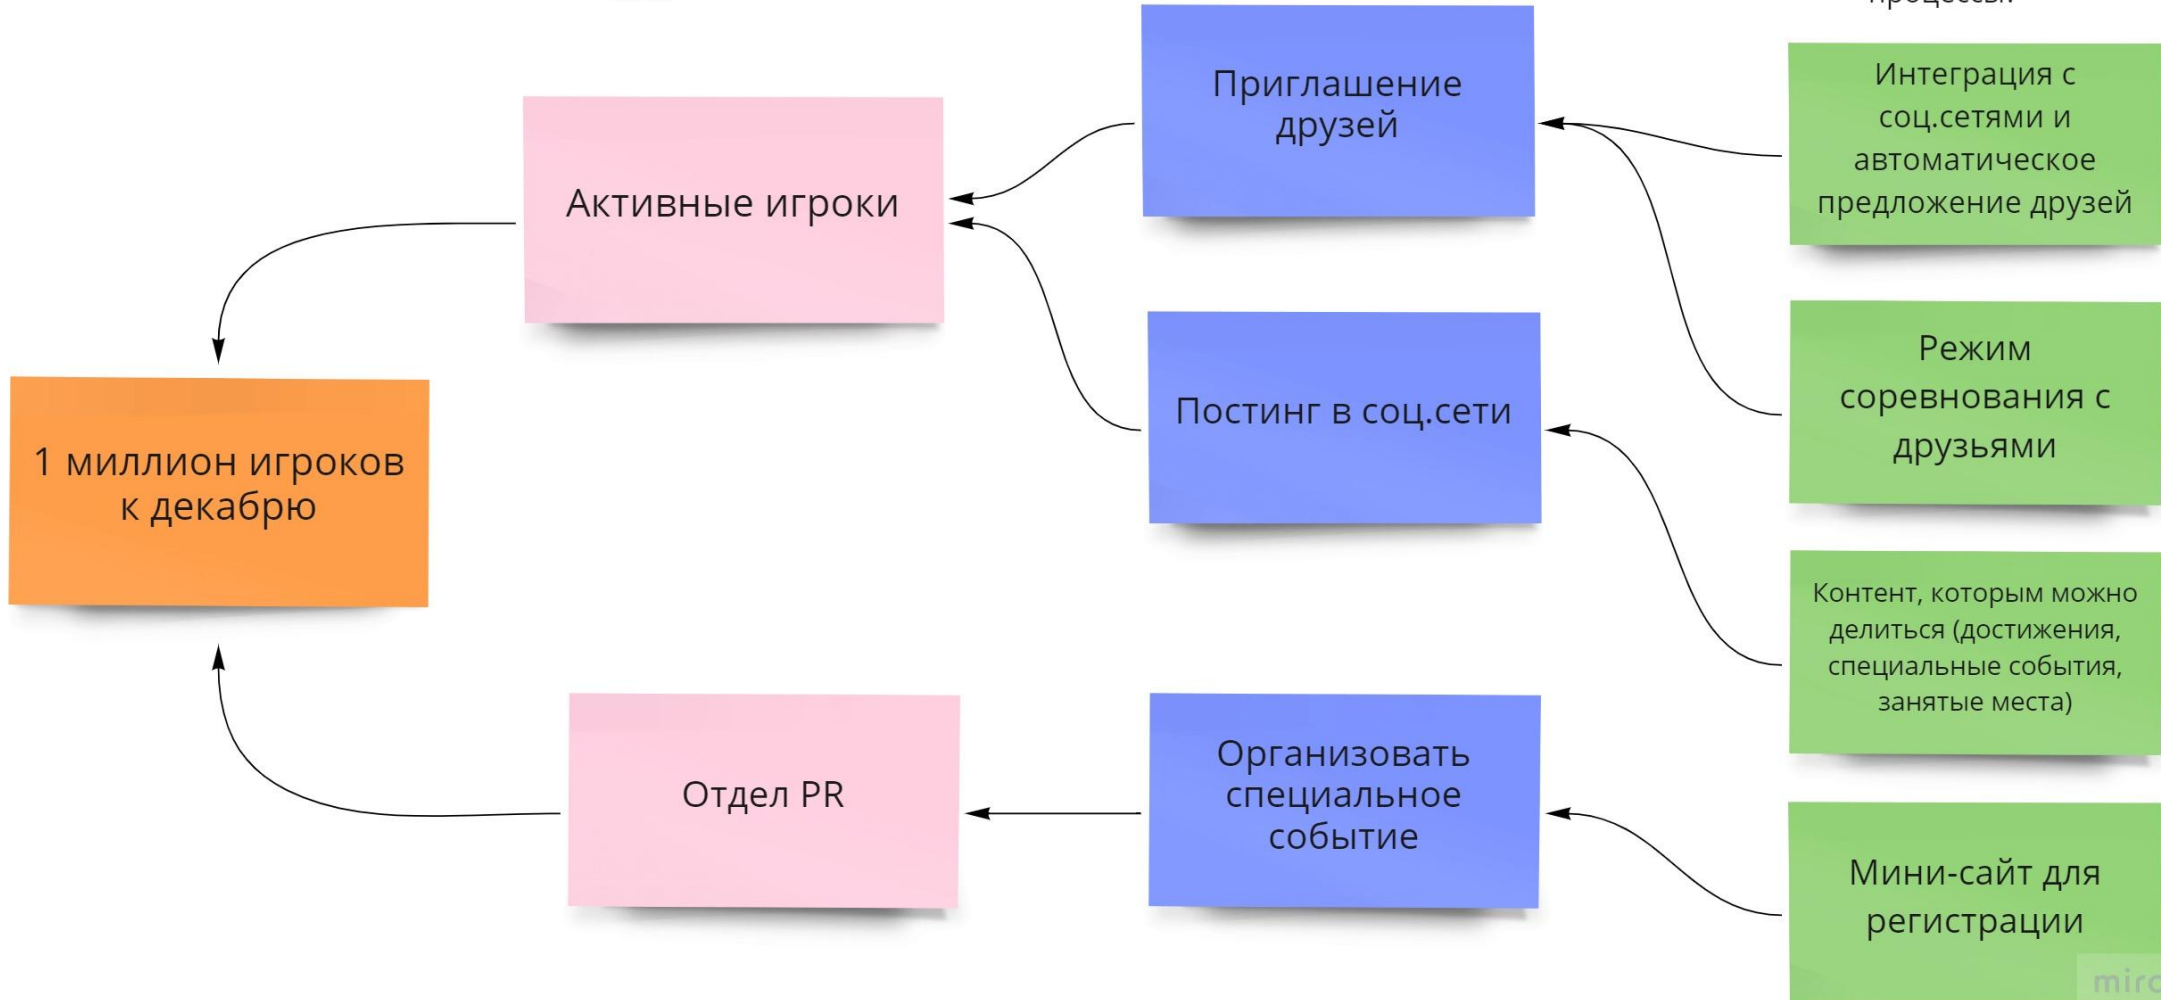 процессы.
Приглашение
друзей
Интеграция с
соц.сетями и
автоматическое
предложение друзей
Активные игроки
Режим
соревнования с
друзьями
Постинг в соц.сети
1 миллион игроков
к декабрю
Контент, которым можно
делиться (достижения,
специальные события,
занятые места)
Отдел PR
Организовать
специальное
событие
Мини-сайт для
регистрации